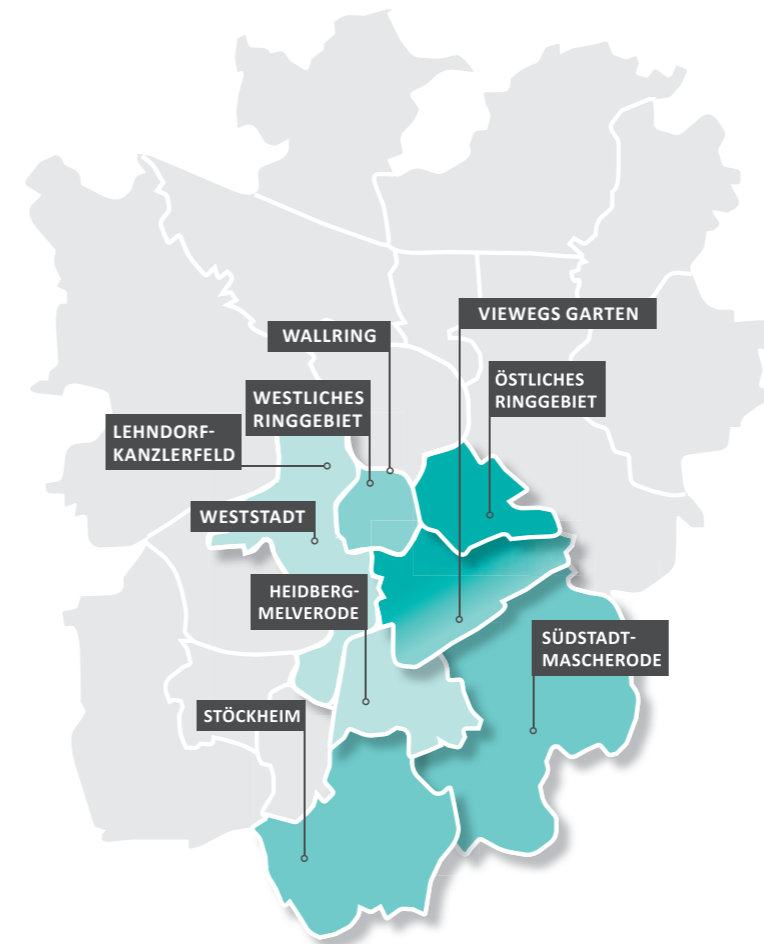 VIEWEGS GARTEN
WALLRING
ÖSTLICHES
RINGGEBIET
WESTLICHES
RINGGEBIET
LEHNDORF-
KANZLERFELD
WESTSTADT
HEIDBERG-
MELVERODE
SÜDSTADT-
MASCHERODE
STÖCKHEIM